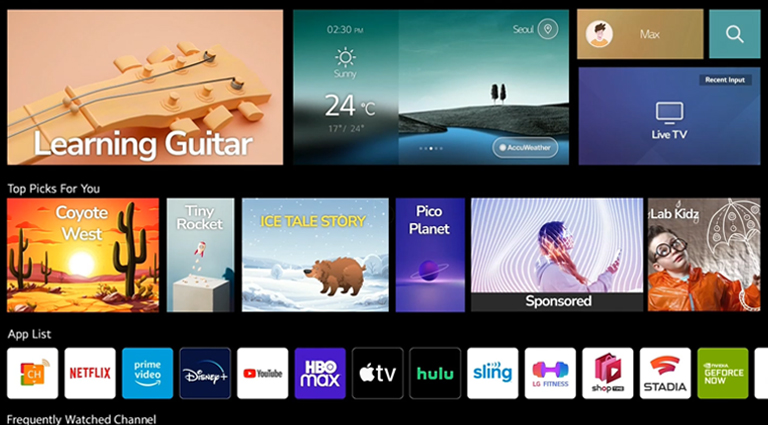 Learning Guitar
02:30 PM
Sunny
24 °C
17°/ 24°
Seoul
AccuWeather
Max
Recent Input
Live TV
Top Picks For You
Coyote
West
Tiny
Rocket
ICE TALE STORY
Pico
Planet
Sponsored
eLab Kidz
App List
CH
NETFLIX
prime
video
Disney+
YouTube
HBO
max
tv
hulu
sling
LG FITNESS
shop TIME
STADIA
NVIDIA
GEFORCE
NOW
Frequently Watched Channel